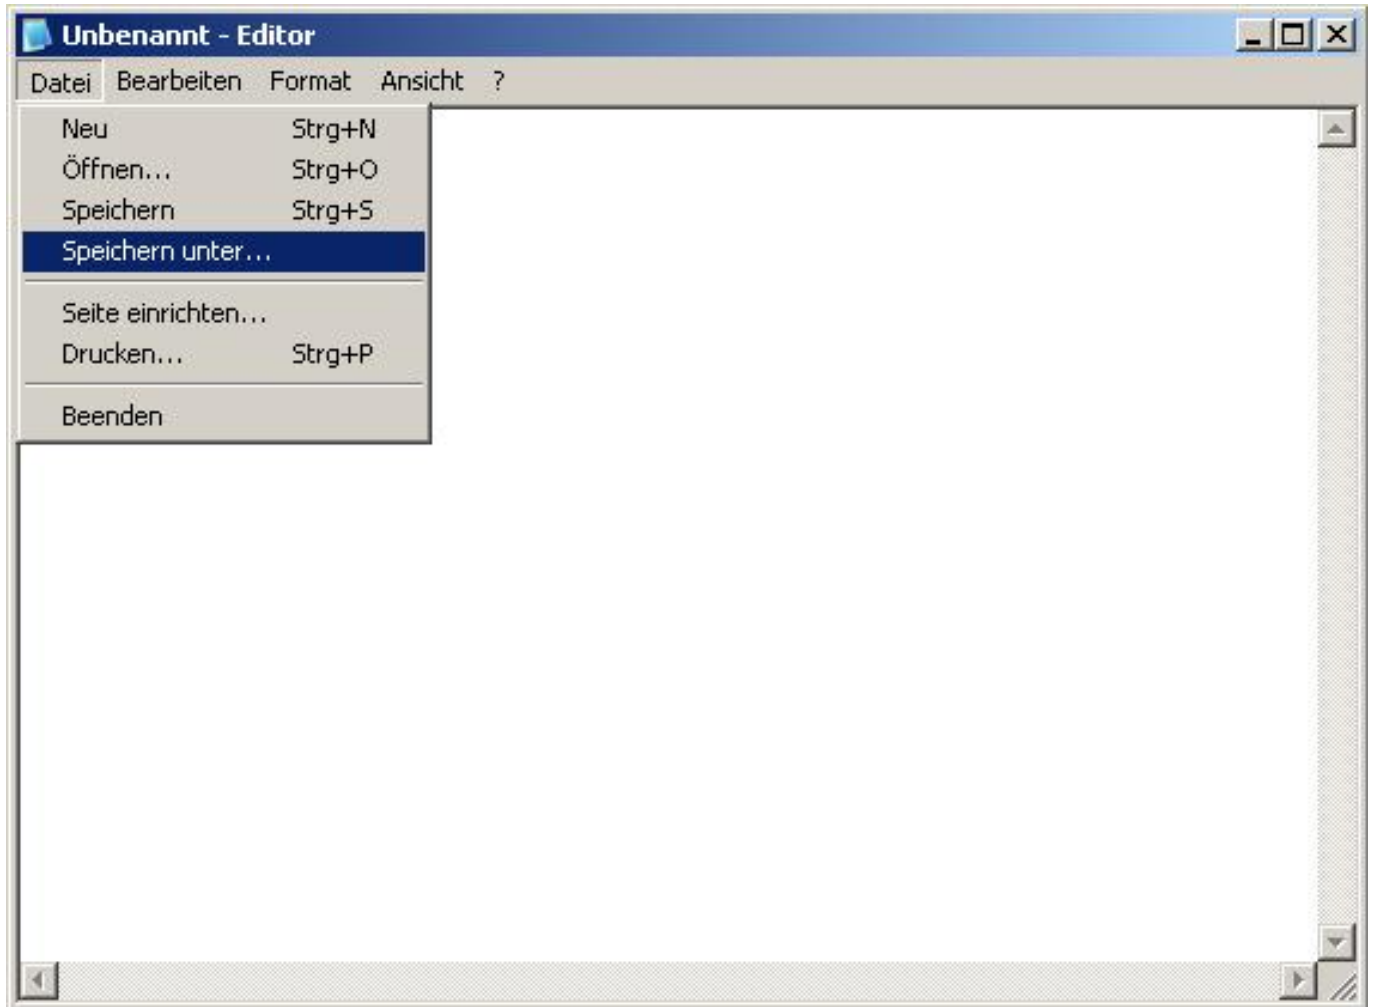 Unbenannt - Editor
Datei Bearbeiten Format Ansicht ?
Neu Strg+N
Öffnen... Strg+O
Speichern Strg+S
Speichern unter...
Seite einrichten...
Drucken... Strg+P
Beenden